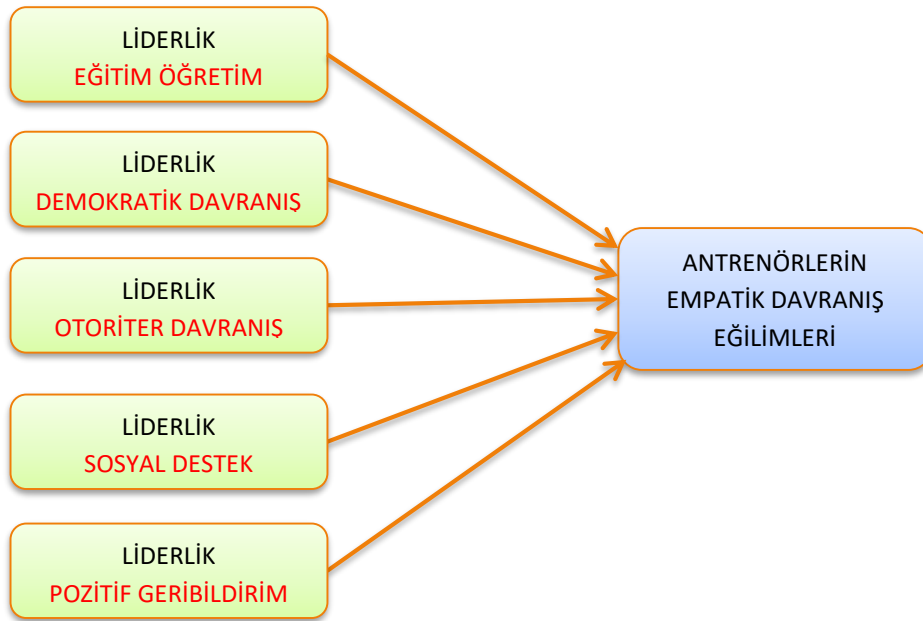 LİDERLİK
EĞİTİM ÖĞRETİM
LİDERLİK
DEMOKRATİK DAVRANIŞ
LİDERLİK
OTORİTER DAVRANIŞ
LİDERLİK
SOSYAL DESTEK
LİDERLİK
POZİTİF GERİBİLDİRİM
ANTRENÖRLERİN
EMPATİK DAVRANIŞ
EĞİLİMLERİ